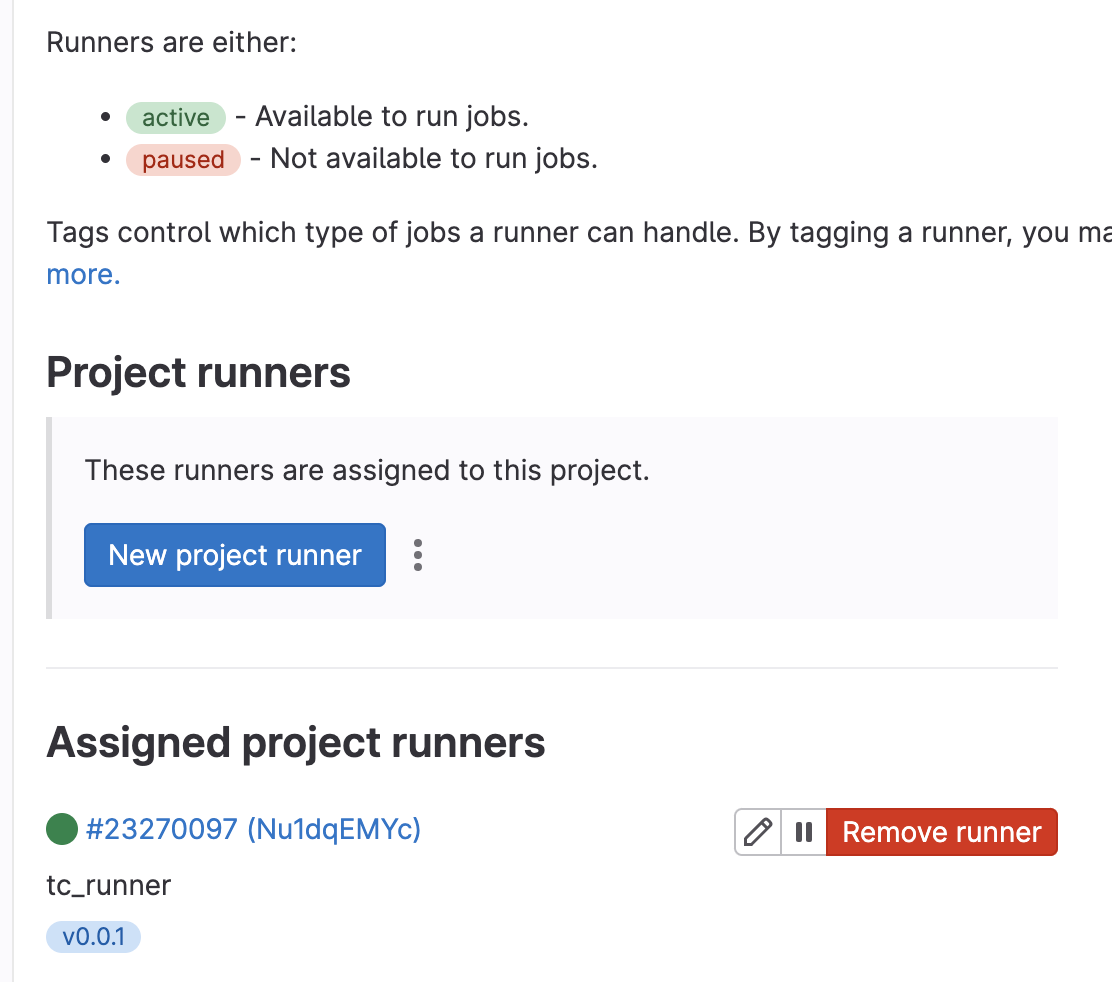 Runners are either:
active - Available to run jobs.
paused - Not available to run jobs.
Tags control which type of jobs a runner can handle. By tagging a runner, you ma
more.
Project runners
These runners are assigned to this project.
New project runner
Assigned project runners
#23270097 (Nu1dqEMYc)
Remove runner
tc_runner
v0.0.1